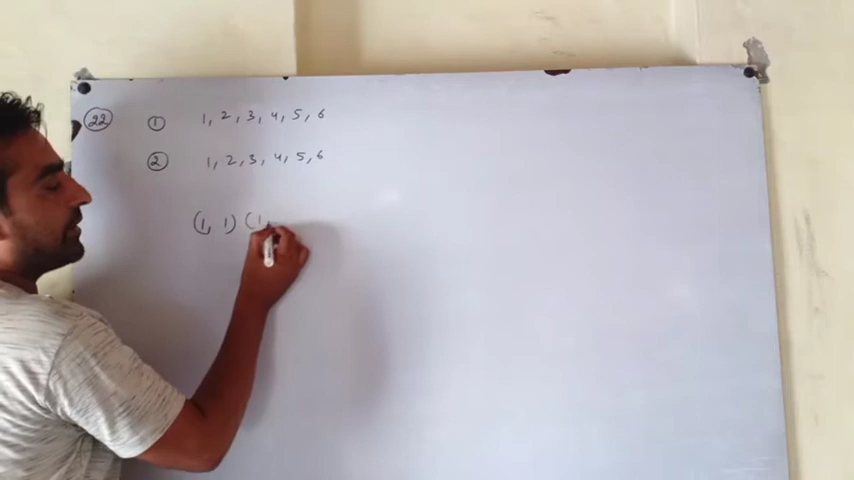 22 1 1, 2, 3, 4, 5, 6
2 1, 2, 3, 4, 5, 6
(1, 1) (1,